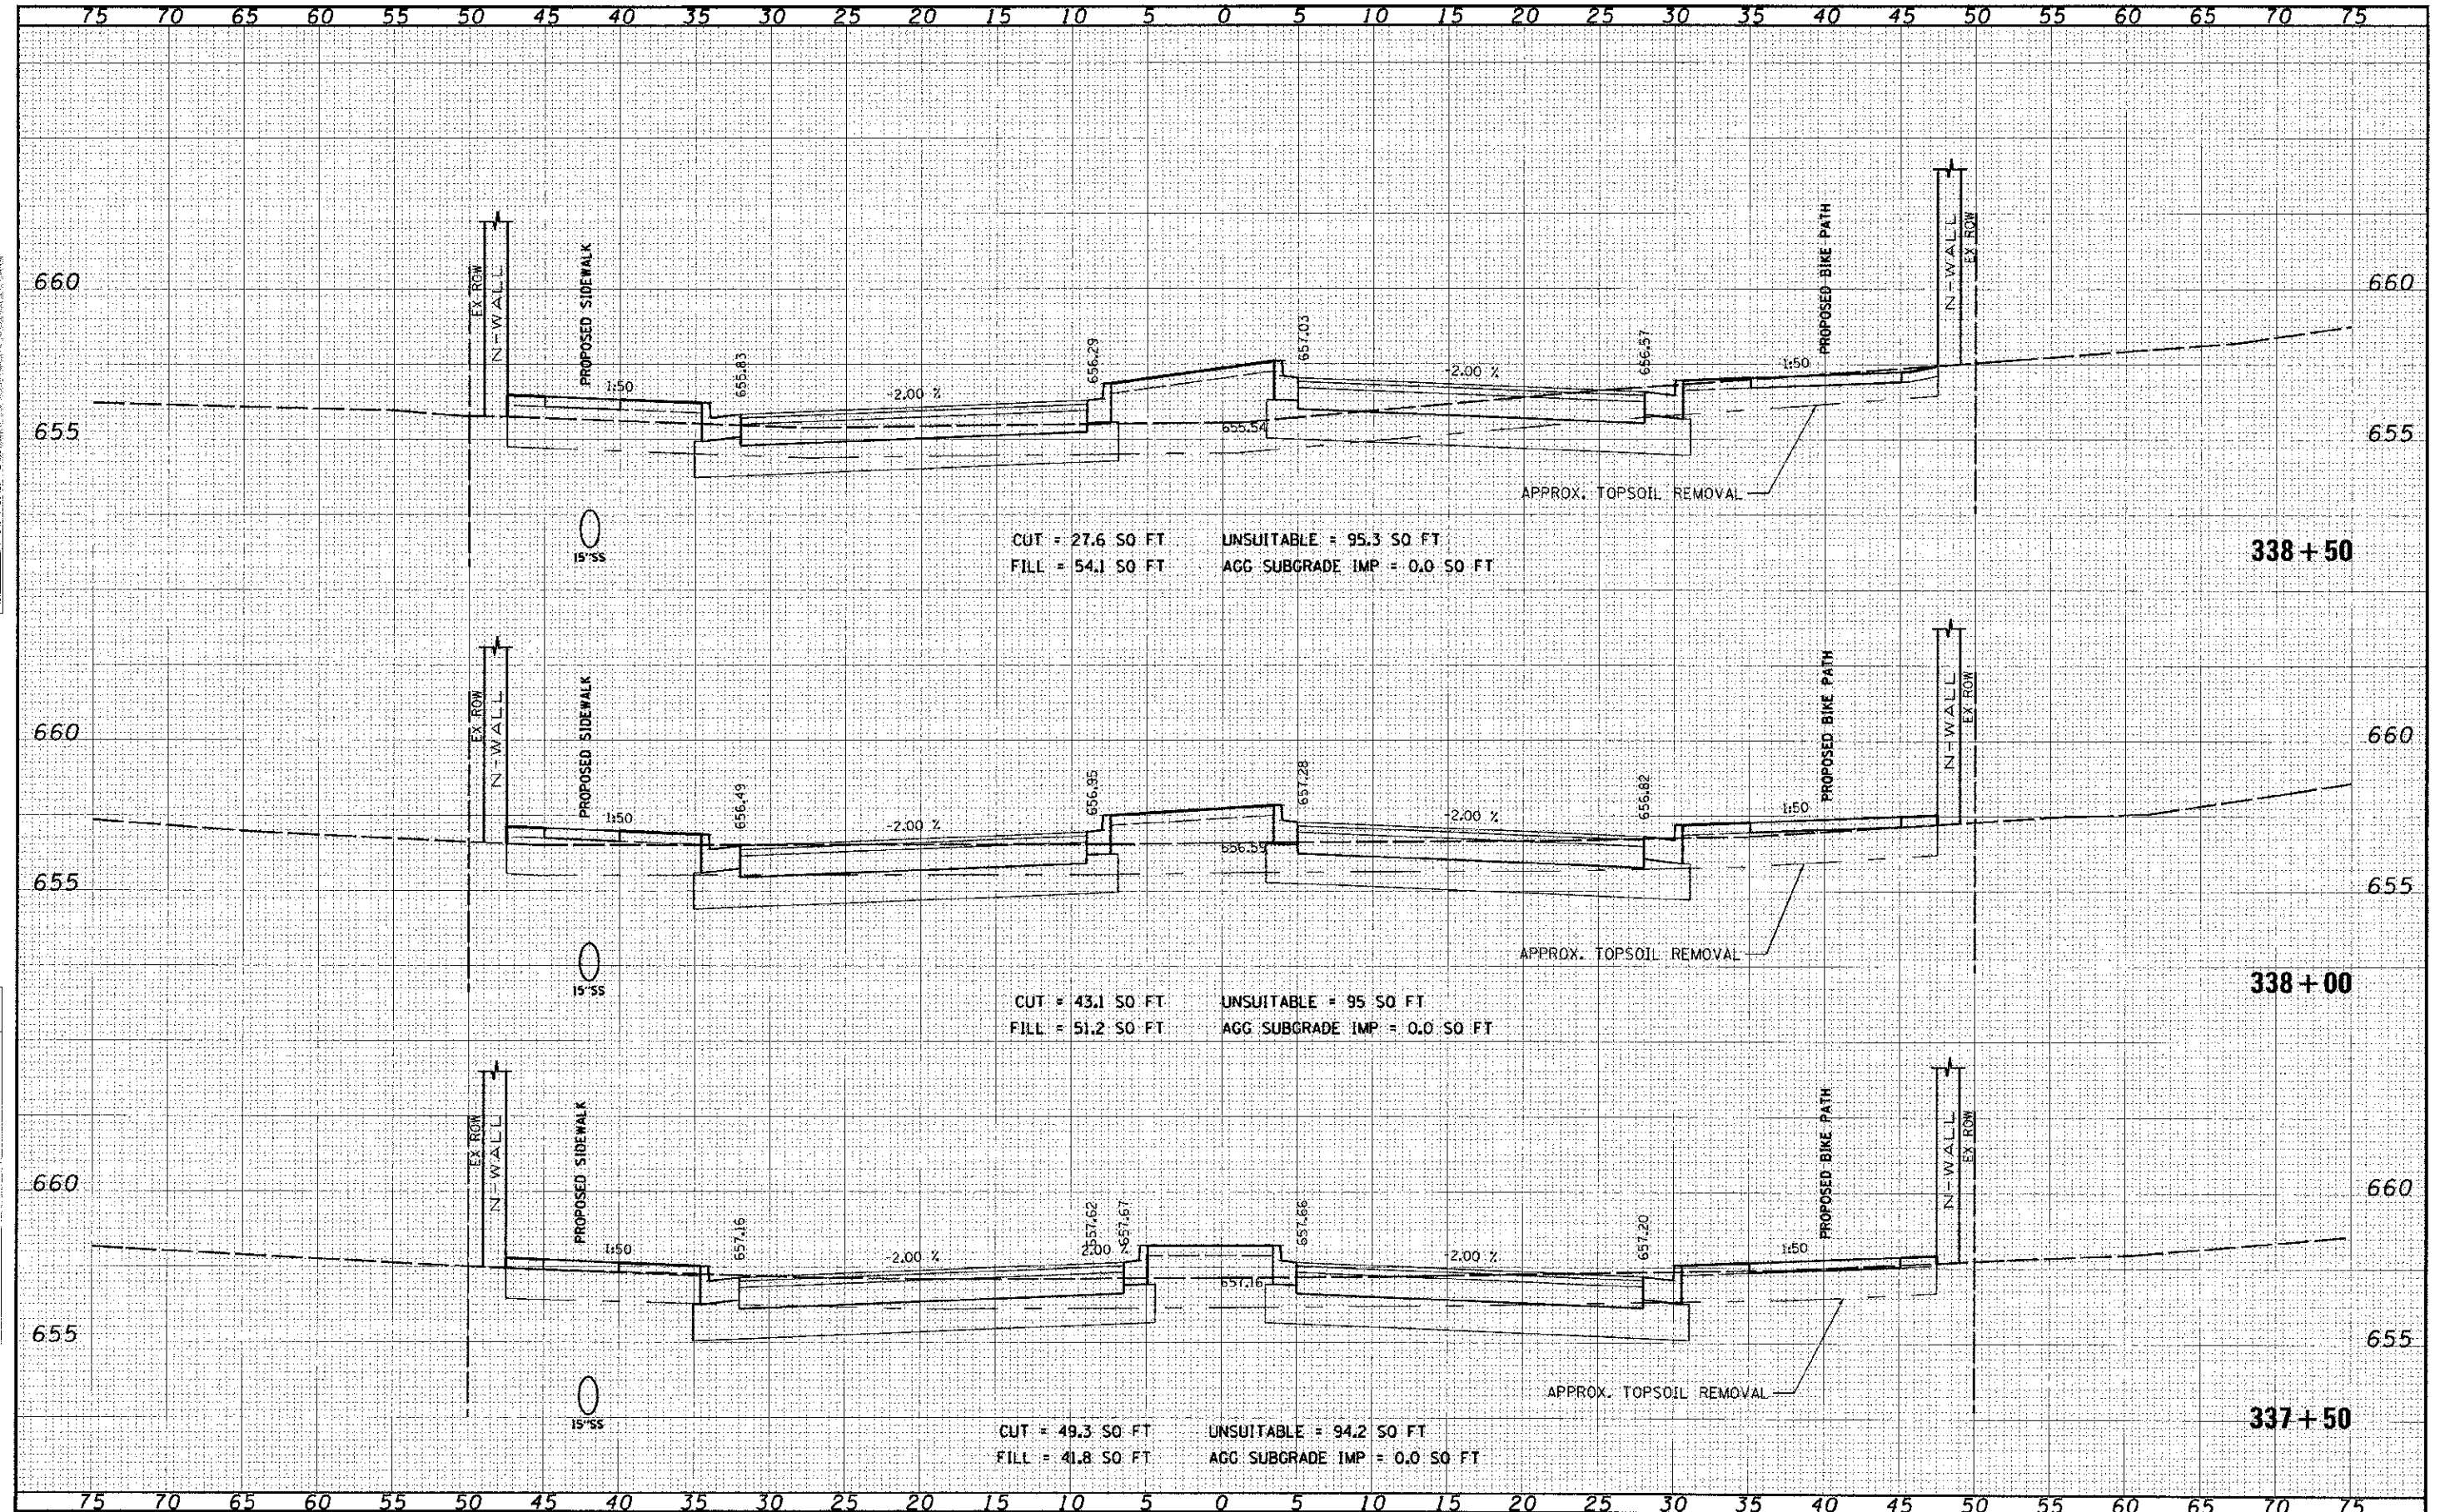 75 70 65 60 55 50 45 40 35 30 25 20 15 10 5 0 5 10 15 20 25 30 35 40 45 50 55 60 65 70 75
EX ROW
N-WALL
PROPOSED SIDEWALK
PROPOSED BIKE PATH
N-WALL
EX ROW
660 660
1:50
655.83
-2.00 %
656.29
657.03
-2.00 %
656.57
1:50
655 655
655.54
APPROX. TOPSOIL REMOVAL
15"SS
CUT = 27.6 SQ FT UNSUITABLE = 95.3 SQ FT
FILL = 54.1 SQ FT AGG SUBGRADE IMP = 0.0 SQ FT
338+50
EX ROW
N-WALL
PROPOSED SIDEWALK
PROPOSED BIKE PATH
N-WALL
EX ROW
660 660
1:50
656.49
-2.00 %
656.95
657.28
-2.00 %
656.82
1:50
656.59
655 655
APPROX. TOPSOIL REMOVAL
15"SS
338+00
CUT = 43.1 SQ FT UNSUITABLE = 95 SQ FT
FILL = 51.2 SQ FT AGG SUBGRADE IMP = 0.0 SQ FT
EX ROW
N-WALL
PROPOSED SIDEWALK
PROPOSED BIKE PATH
N-WALL
EX ROW
660 660
1:50
657.16
-2.00 %
657.62
657.67
2.00 %
657.66
-2.00 %
657.20
1:50
657.16
655 655
APPROX. TOPSOIL REMOVAL
15"SS
337+50
CUT = 49.3 SQ FT UNSUITABLE = 94.2 SQ FT
FILL = 41.8 SQ FT AGG SUBGRADE IMP = 0.0 SQ FT
75 70 65 60 55 50 45 40 35 30 25 20 15 10 5 0 5 10 15 20 25 30 35 40 45 50 55 60 65 70 75